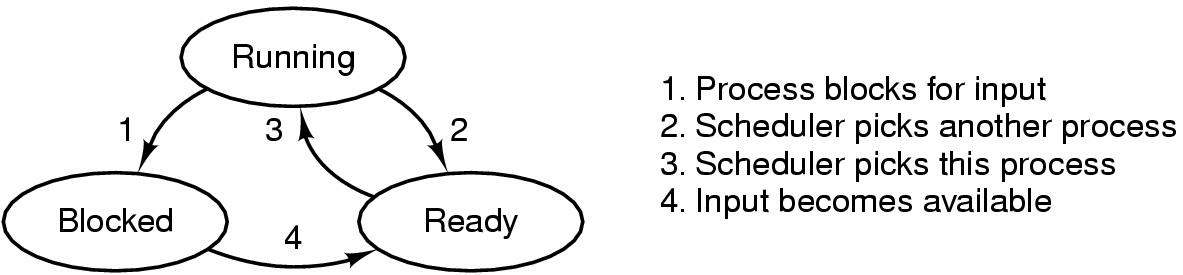 Running
1
3
2
Blocked
4
Ready
1. Process blocks for input
2. Scheduler picks another process
3. Scheduler picks this process
4. Input becomes available